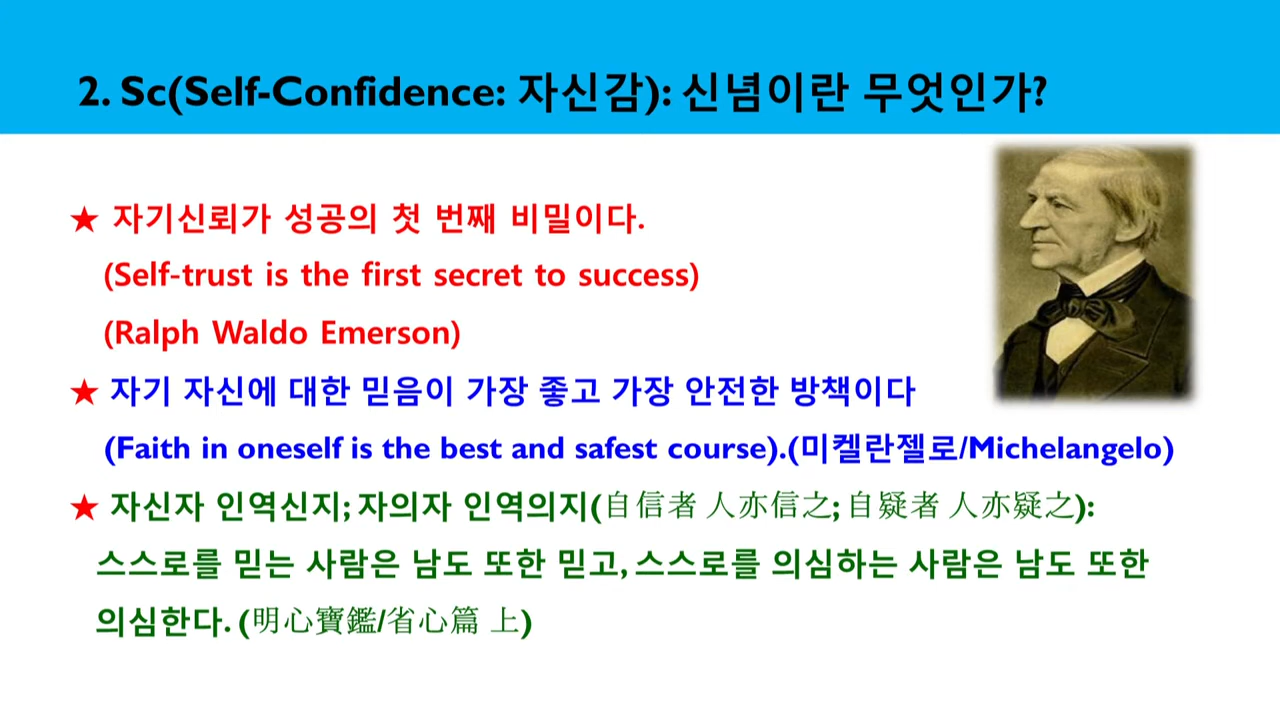 2. Sc(Self-Confidence: 자신감): 신념이란 무엇인가?
★ 자기신뢰가 성공의 첫 번째 비밀이다.
(Self-trust is the first secret to success)
(Ralph Waldo Emerson)
★ 자기 자신에 대한 믿음이 가장 좋고 가장 안전한 방책이다
(Faith in oneself is the best and safest course).(미켈란젤로/Michelangelo)
★ 자신자 인역신지; 자의자 인역의지(自信者 人亦信之; 自疑者 人亦疑之):
스스로를 믿는 사람은 남도 또한 믿고, 스스로를 의심하는 사람은 남도 또한
의심한다. (明心寶鑑/省心篇 上)